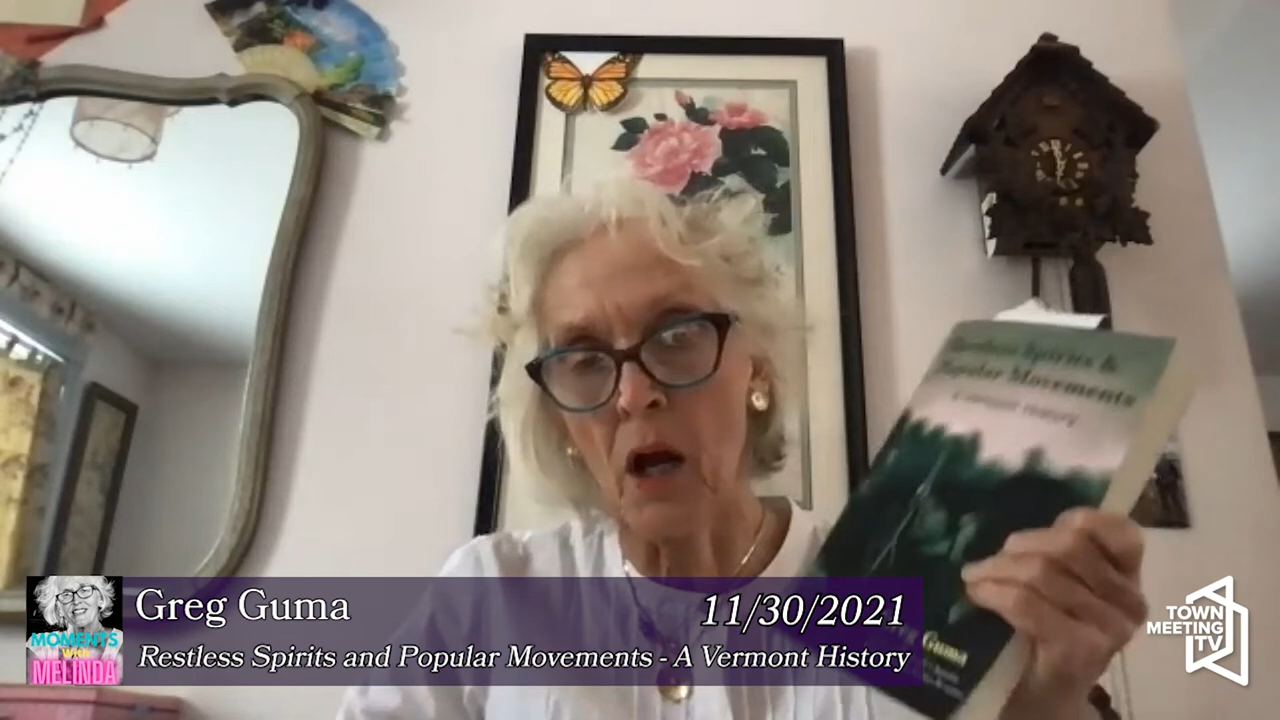 Restless Spirits &
Popular Movements
A Vermont History
Guma
Greg Guma
11/30/2021
Restless Spirits and Popular Movements - A Vermont History
MOMENTS
with
MELINDA
TOWN
MEETING
TV